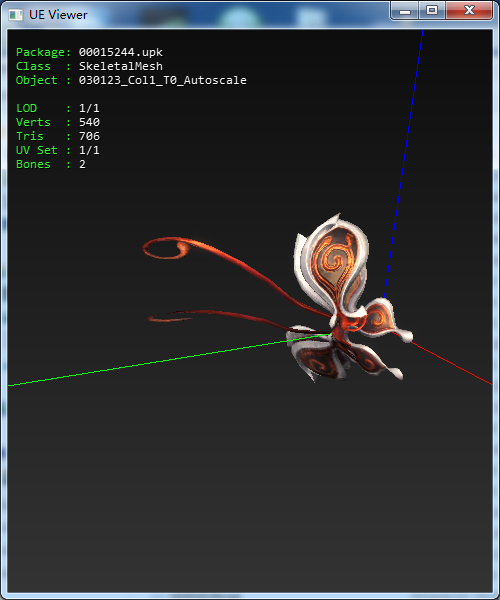 UE Viewer
Package: 00015244.upk
Class  : SkeletalMesh
Object : 030123_Col1_T0_Autoscale
LOD    : 1/1
Verts  : 540
Tris   : 706
UV Set : 1/1
Bones  : 2